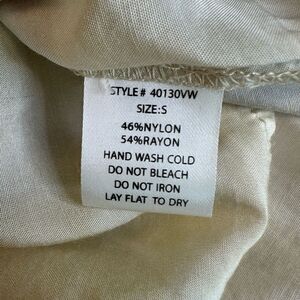 STYLE# 40130VW
SIZE:S
46%NYLON
54%RAYON
HAND WASH COLD
DO NOT BLEACH
DO NOT IRON
LAY FLAT TO DRY